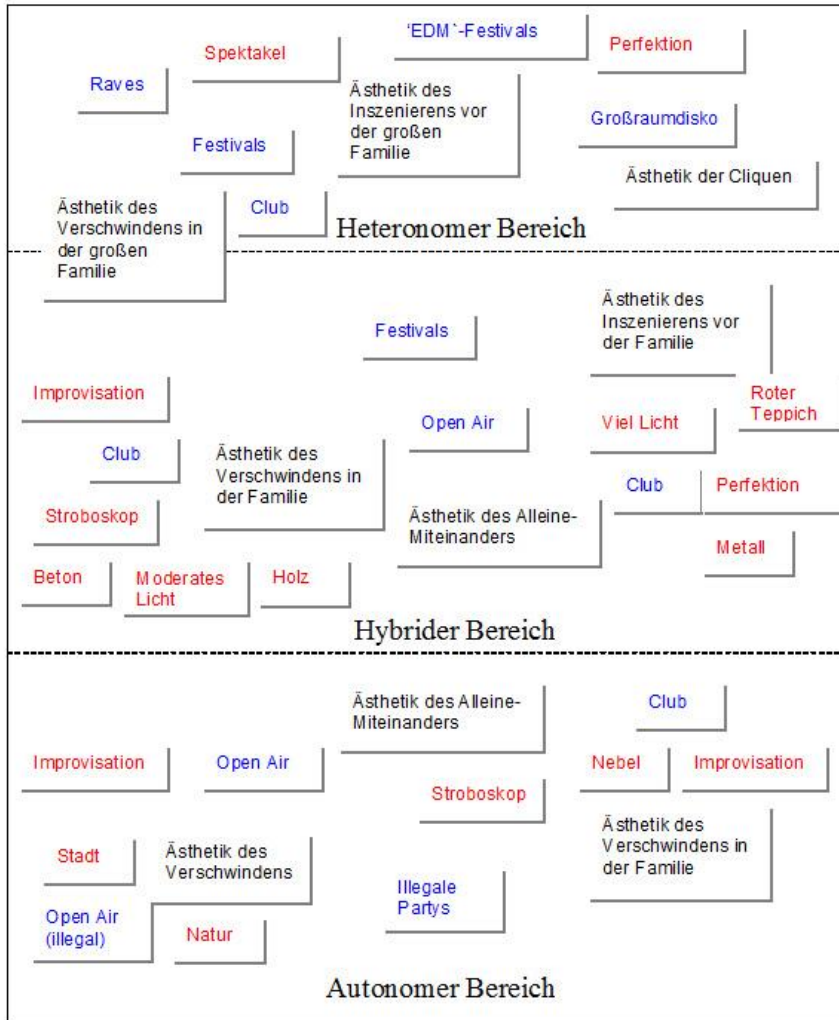 'EDM`-Festivals
Spektakel
Perfektion
Raves
Ästhetik des
Inszenierens vor
der großen
Familie
Großraumdisko
Festivals
Ästhetik der Cliquen
Ästhetik des
Verschwindens in
der großen
Familie
Club
Heteronomer Bereich
Ästhetik des
Inszenierens vor
der Familie
Festivals
Improvisation
Roter
Teppich
Open Air
Viel Licht
Club
Ästhetik des
Verschwindens in
der Familie
Club
Perfektion
Stroboskop
Ästhetik des Alleine-
Miteinanders
Metall
Beton
Moderates
Licht
Holz
Hybrider Bereich
Ästhetik des Alleine-
Miteinanders
Club
Improvisation
Open Air
Nebel
Improvisation
Stroboskop
Ästhetik des
Verschwindens in
der Familie
Stadt
Ästhetik des
Verschwindens
Illegale
Partys
Open Air
(illegal)
Natur
Autonomer Bereich